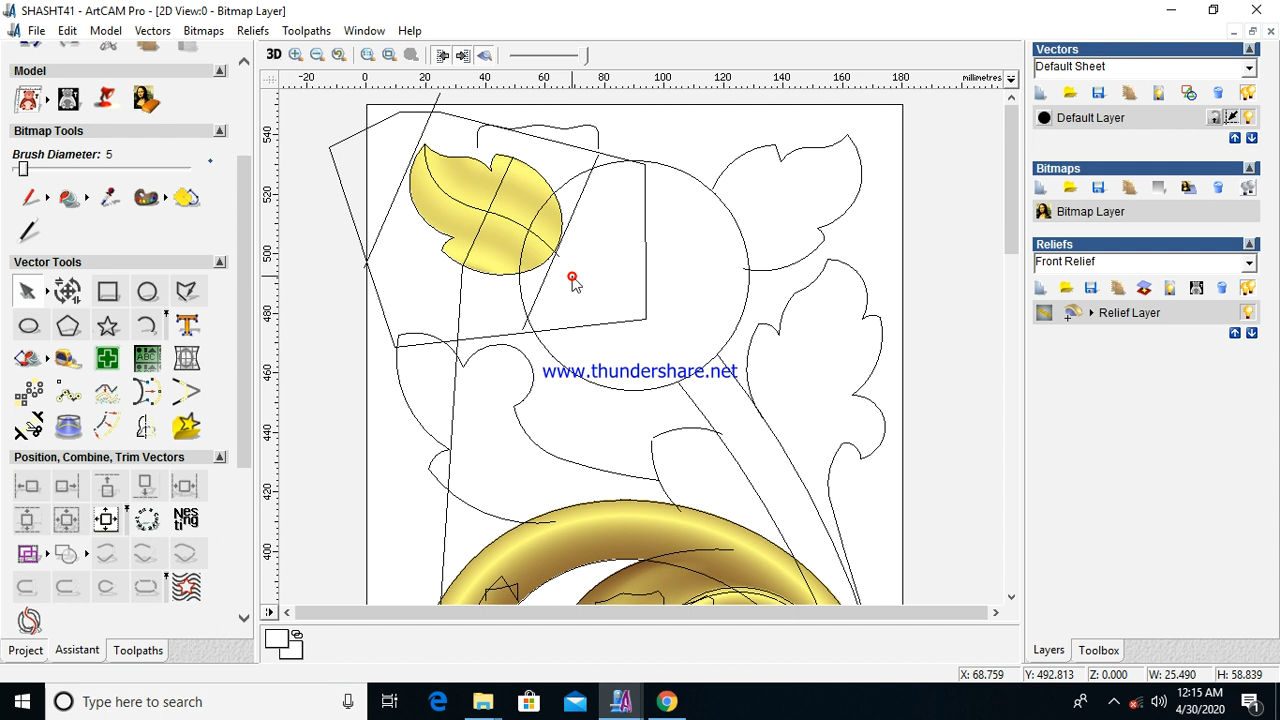 SHASHT41 - ArtCAM Pro - [2D View:0 - Bitmap Layer]
File Edit Model Vectors Bitmaps Reliefs Toolpaths Window Help
Model
Bitmap Tools
Brush Diameter: 5
Vector Tools
Position, Combine, Trim Vectors
Project Assistant Toolpaths
3D
-20 0 20 40 60 80 100 120 140 160 180 millimetres
540
520
500
480
460
440
420
400
www.thundershare.net
Vectors
Default Sheet
Default Layer
Bitmaps
Bitmap Layer
Reliefs
Front Relief
Relief Layer
Layers Toolbox
X: 68.759 Y: 492.813 Z: 0.000 W: 25.490 H: 58.839
Type here to search
12:15 AM
4/30/2020